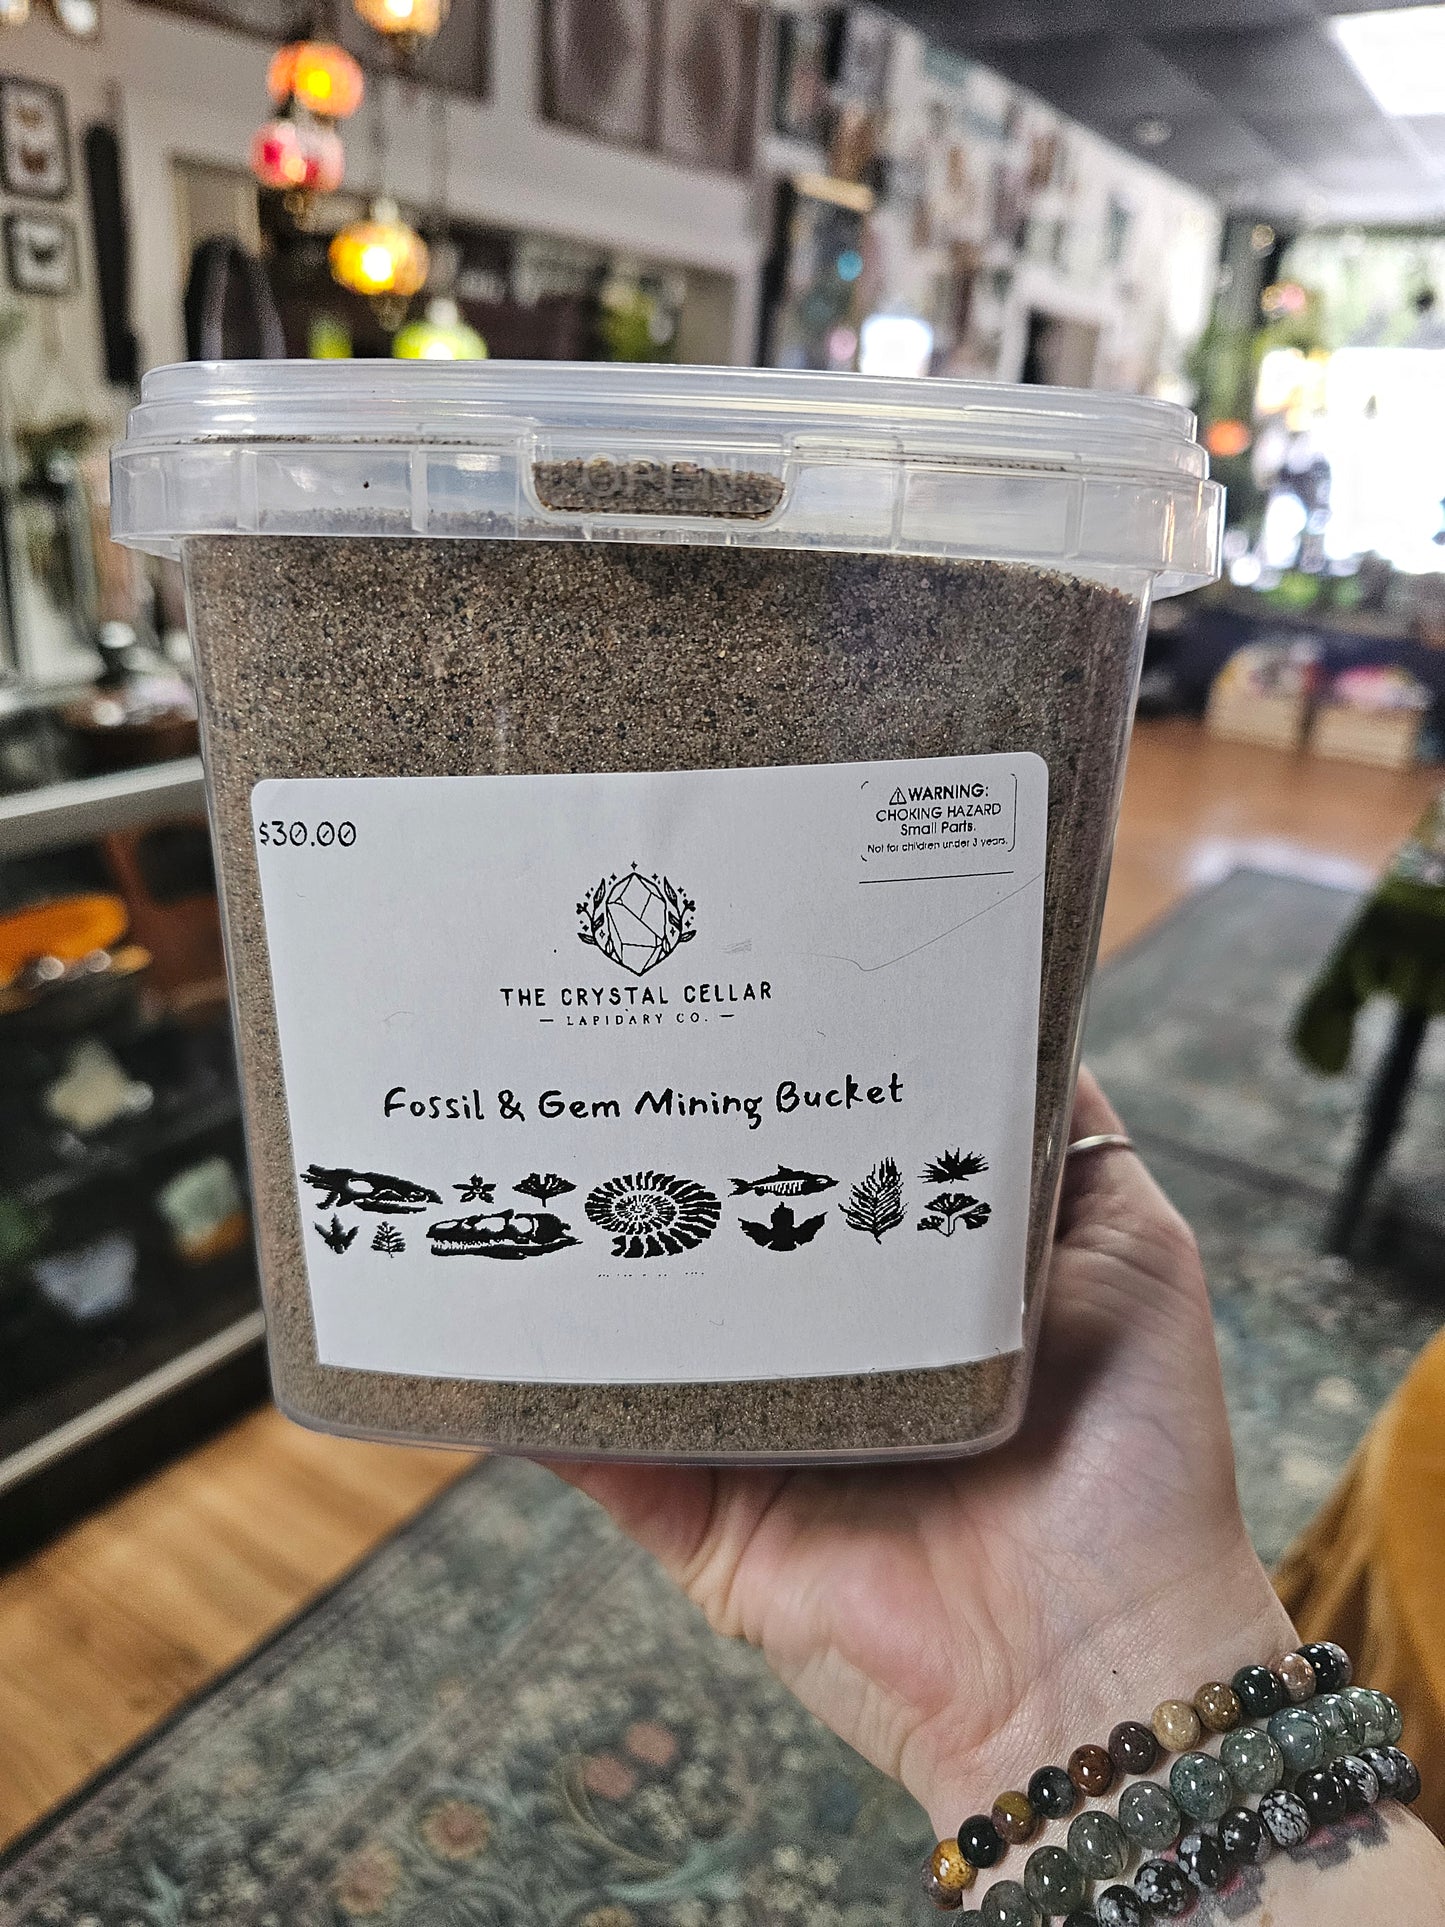 OPEN
$30.00
⚠WARNING:
CHOKING HAZARD
Small Parts.
Not for children under 3 years.
THE CRYSTAL CELLAR
— LAPIDARY CO. —
Fossil & Gem Mining Bucket